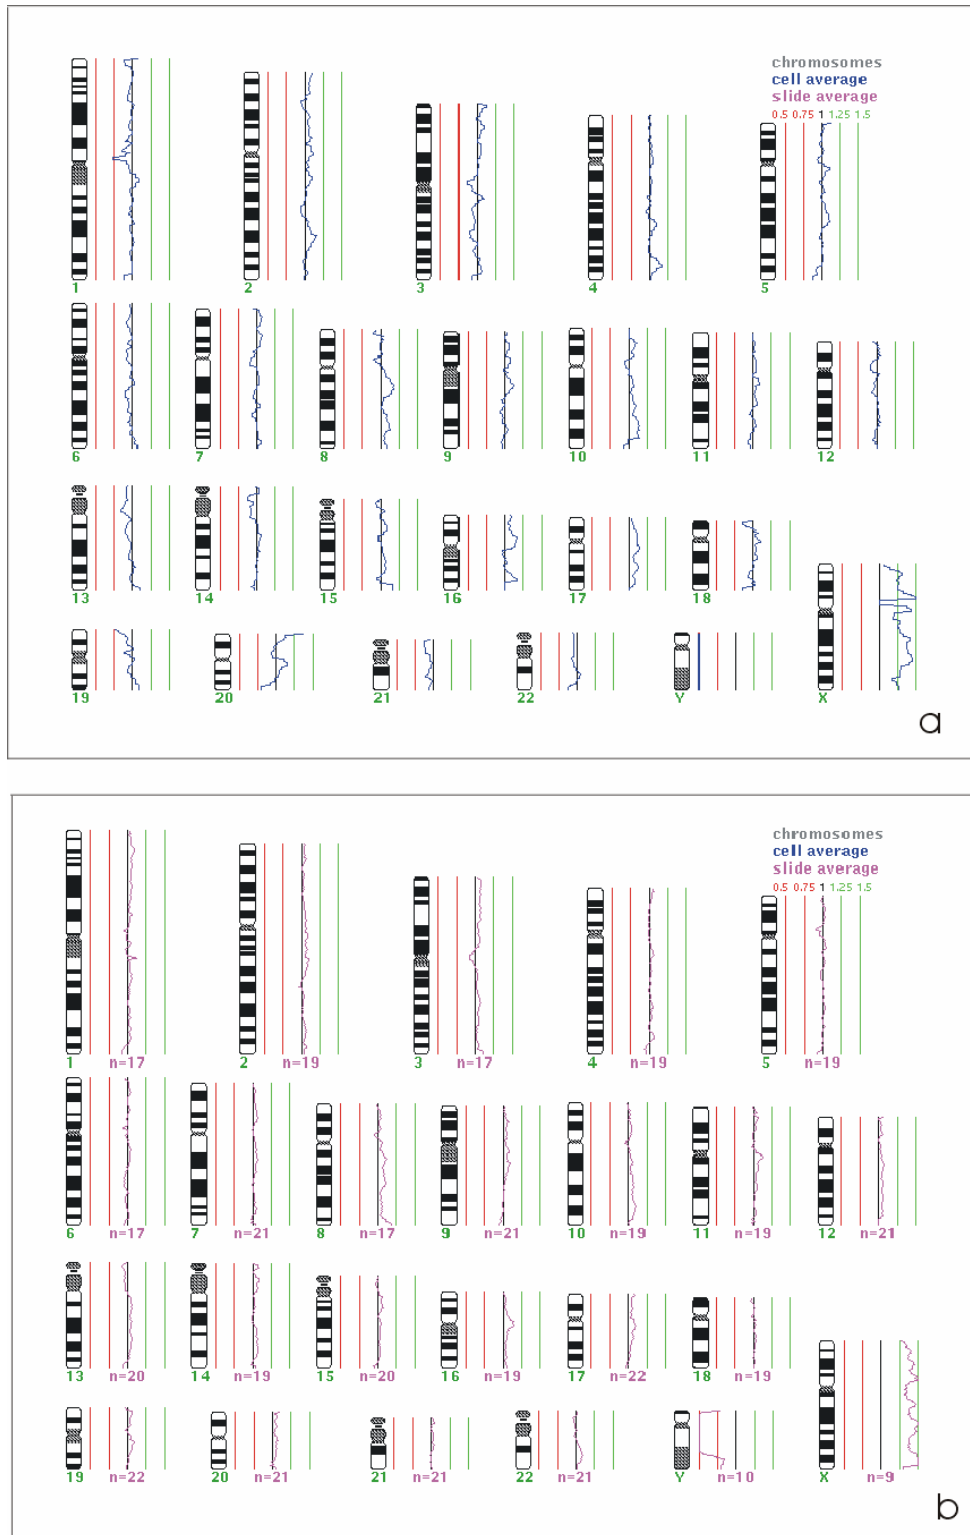 chromosomes
cell average
slide average
0.5 0.75 1 1.25 1.5
1 2 3 4 5
6 7 8 9 10 11 12
13 14 15 16 17 18
19 20 21 22 Y X
a
chromosomes
cell average
slide average
0.5 0.75 1 1.25 1.5
1 n=17 2 n=19 3 n=17 4 n=19 5 n=19
6 n=17 7 n=21 8 n=17 9 n=21 10 n=19 11 n=19 12 n=21
13 n=20 14 n=19 15 n=20 16 n=19 17 n=22 18 n=19
19 n=22 20 n=21 21 n=21 22 n=21 Y n=10 X n=9
b